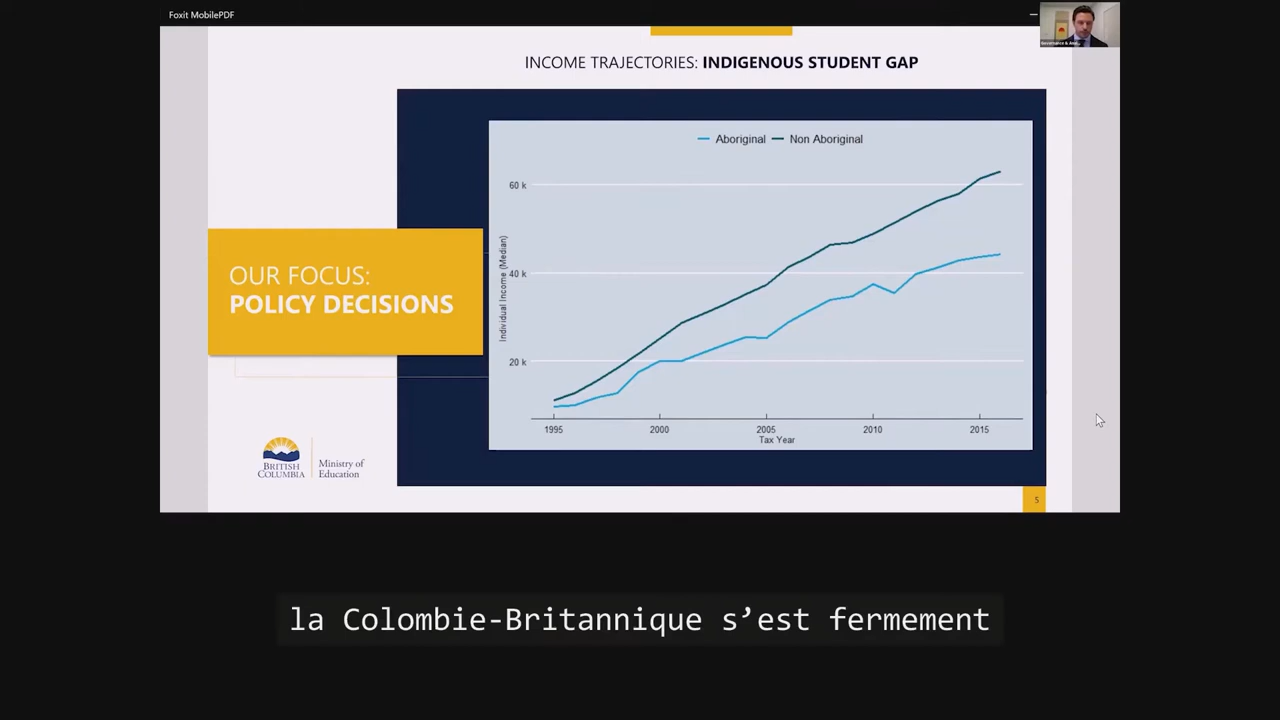 Foxit MobilePDF
INCOME TRAJECTORIES: INDIGENOUS STUDENT GAP
Aboriginal
Non Aboriginal
60 k
40 k
20 k
Individual Income (Median)
1995
2000
2005
2010
2015
Tax Year
OUR FOCUS:
POLICY DECISIONS
BRITISH
COLUMBIA
Ministry of
Education
5
la Colombie-Britannique s’est fermement